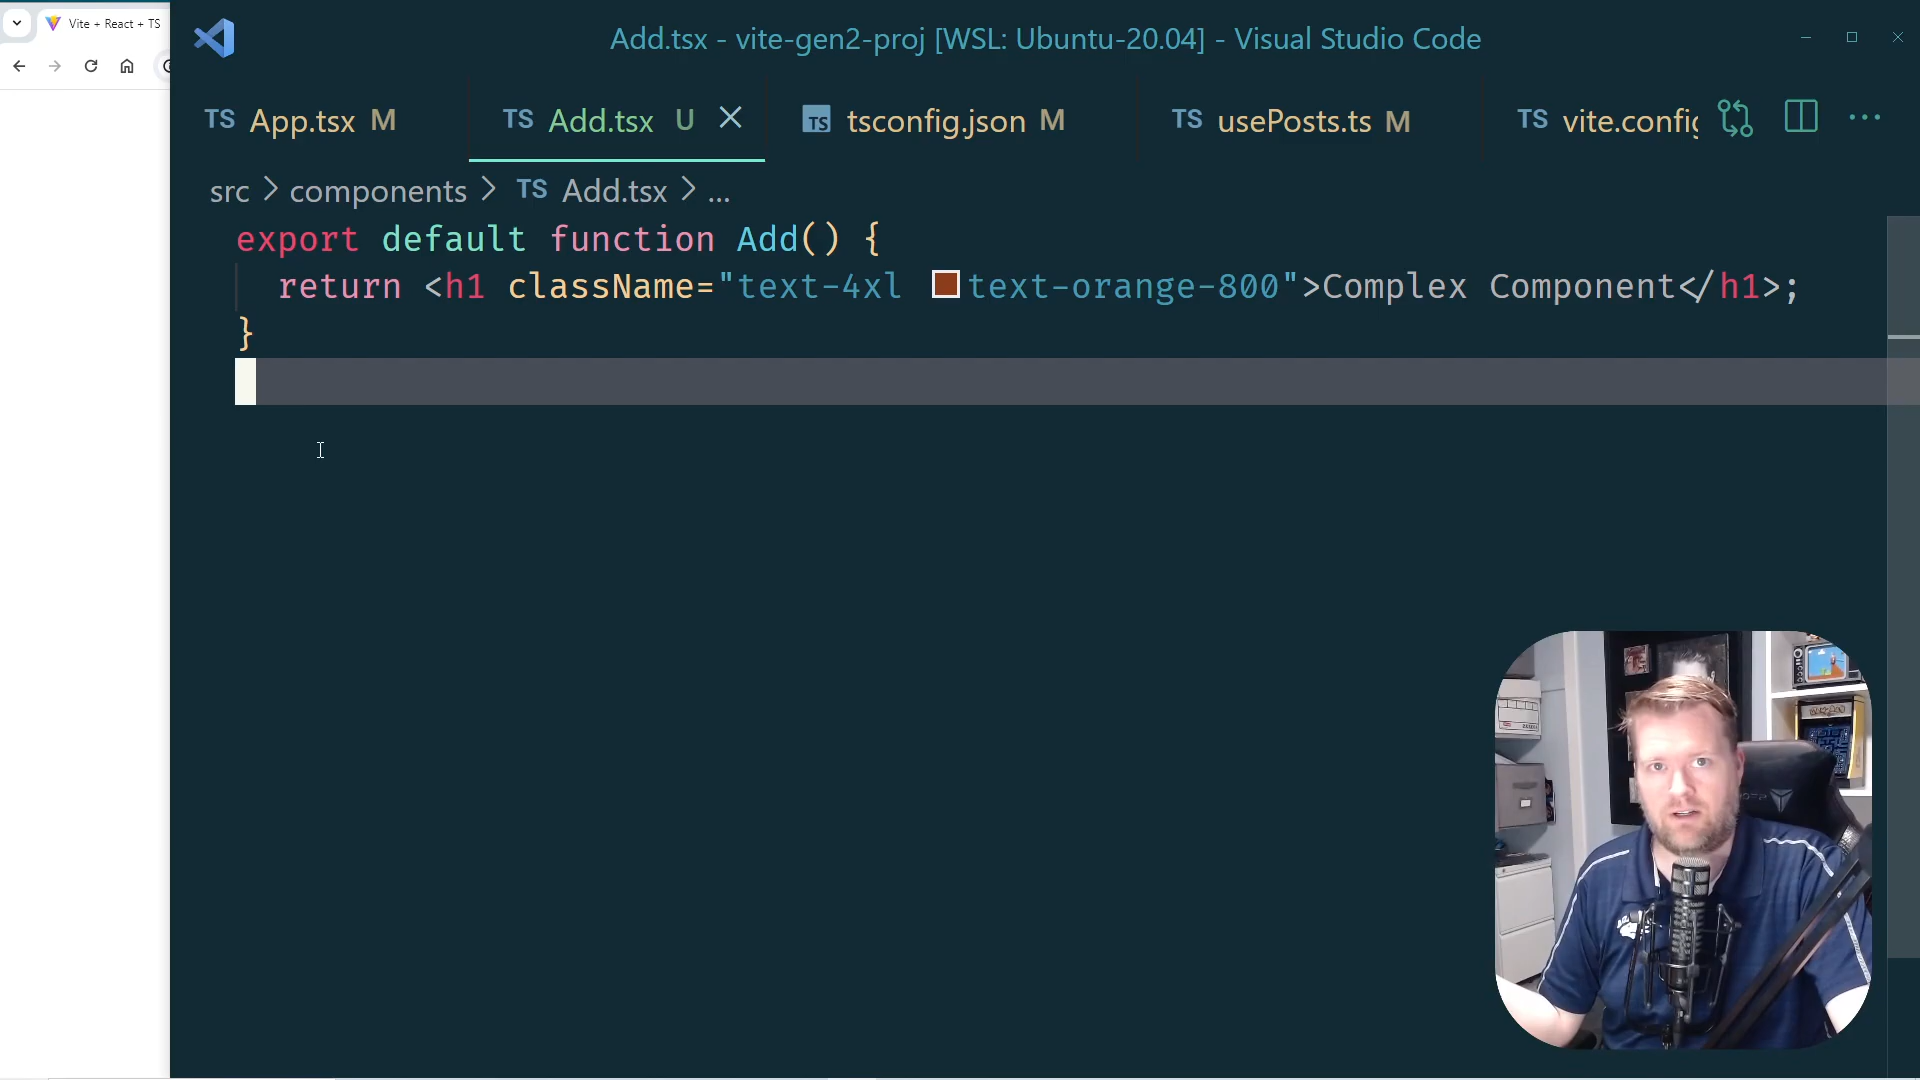 Vite + React + TS
Add.tsx - vite-gen2-proj [WSL: Ubuntu-20.04] - Visual Studio Code
TS App.tsx M TS Add.tsx U TS tsconfig.json M TS usePosts.ts M TS vite.config
src > components > TS Add.tsx > ...
export default function Add() {
return <h1 className="text-4xl text-orange-800">Complex Component</h1>;
}